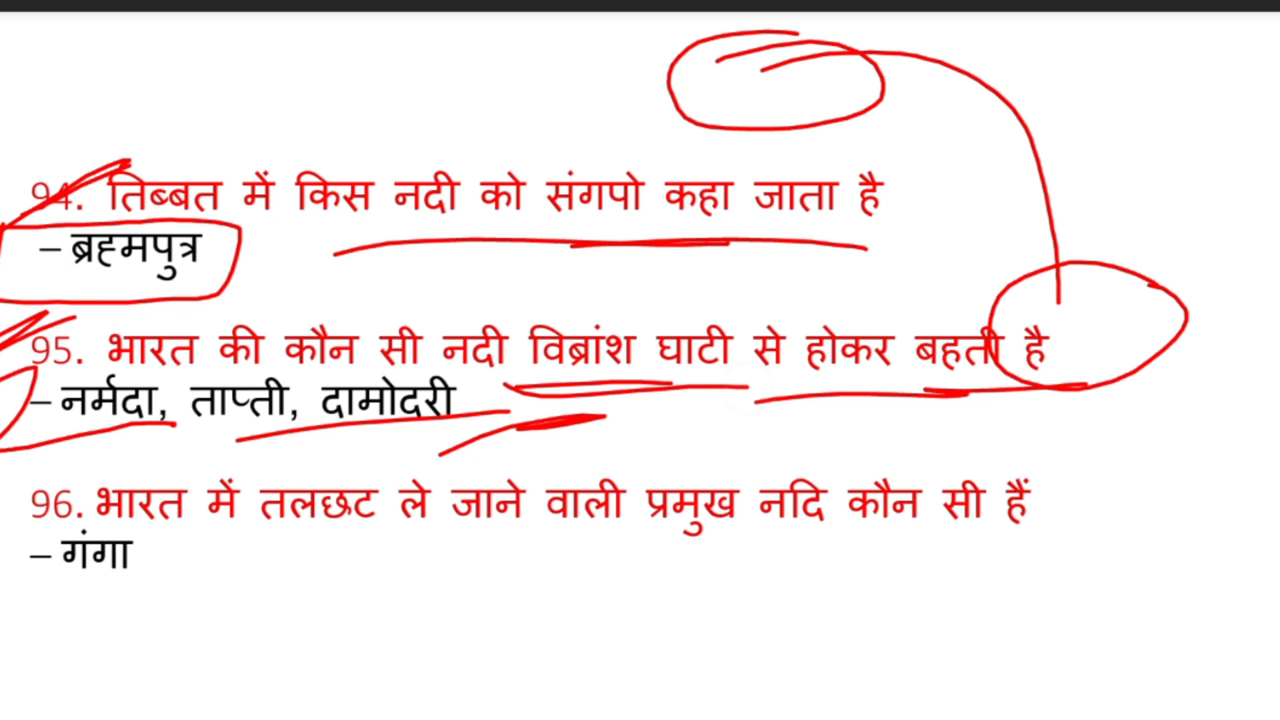 94. तिब्बत में किस नदी को संगपो कहा जाता है
– ब्रह्मपुत्र
95. भारत की कौन सी नदी विब्रांश घाटी से होकर बहती है
– नर्मदा, ताप्ती, दामोदरी
96. भारत में तलछट ले जाने वाली प्रमुख नदि कौन सी हैं
– गंगा